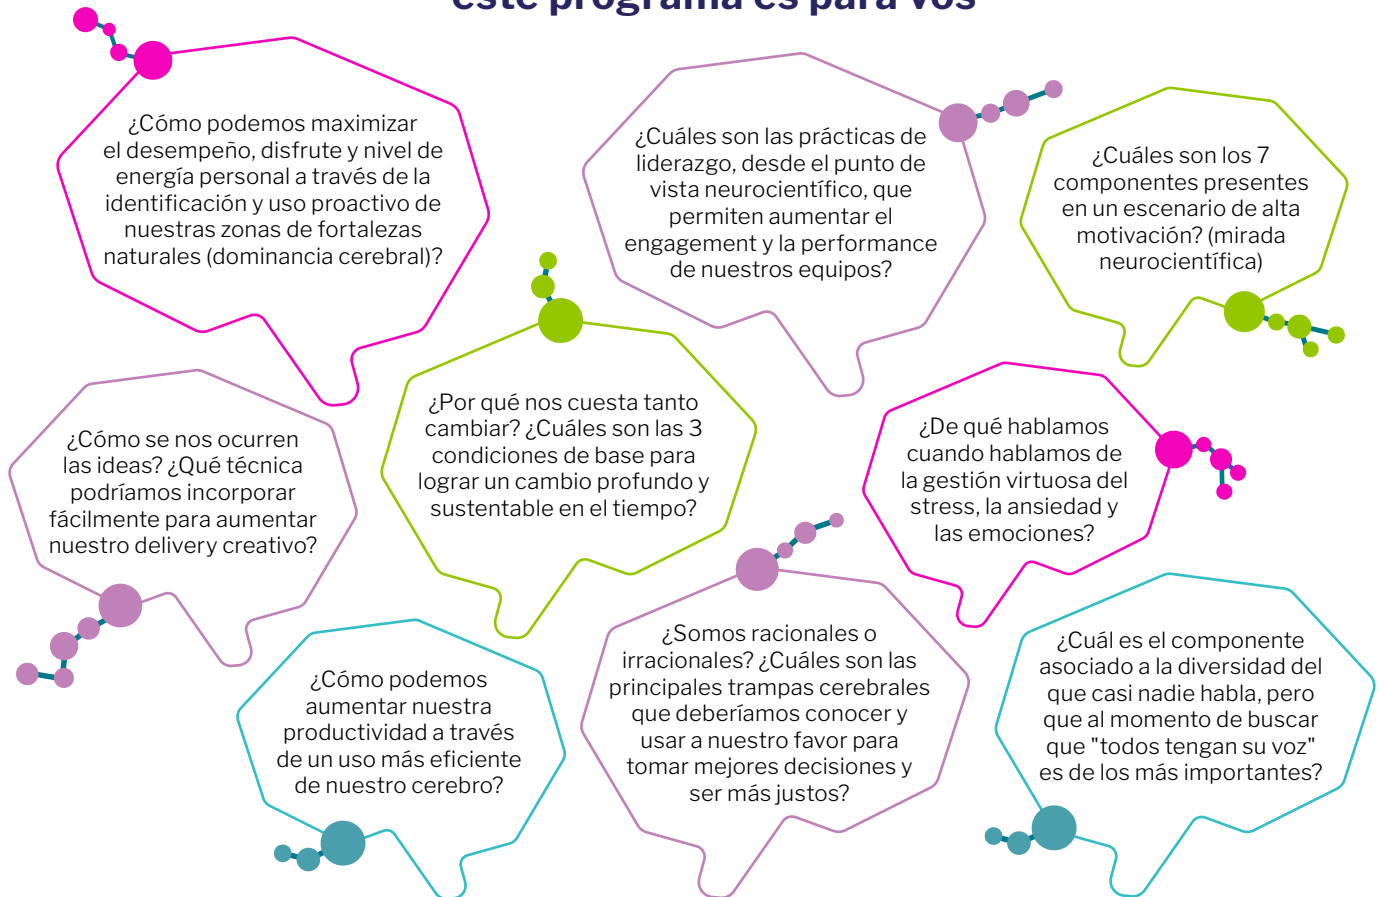 este programa es para vos
¿Cómo podemos maximizar
el desempeño, disfrute y nivel de
energía personal a través de la
identificación y uso proactivo de
nuestras zonas de fortalezas
naturales (dominancia cerebral)?
¿Cuáles son las prácticas de
liderazgo, desde el punto de
vista neurocientífico, que
permiten aumentar el
engagement y la performance
de nuestros equipos?
¿Cuáles son los 7
componentes presentes
en un escenario de alta
motivación? (mirada
neurocientífica)
¿Cómo se nos ocurren
las ideas? ¿Qué técnica
podríamos incorporar
fácilmente para aumentar
nuestro delivery creativo?
¿Por qué nos cuesta tanto
cambiar? ¿Cuáles son las 3
condiciones de base para
lograr un cambio profundo y
sustentable en el tiempo?
¿De qué hablamos
cuando hablamos de
la gestión virtuosa del
stress, la ansiedad y
las emociones?
¿Cómo podemos
aumentar nuestra
productividad a través
de un uso más eficiente
de nuestro cerebro?
¿Somos racionales o
irracionales? ¿Cuáles son las
principales trampas cerebrales
que deberíamos conocer y
usar a nuestro favor para
tomar mejores decisiones y
ser más justos?
¿Cuál es el componente
asociado a la diversidad del
que casi nadie habla, pero
que al momento de buscar
que "todos tengan su voz"
es de los más importantes?